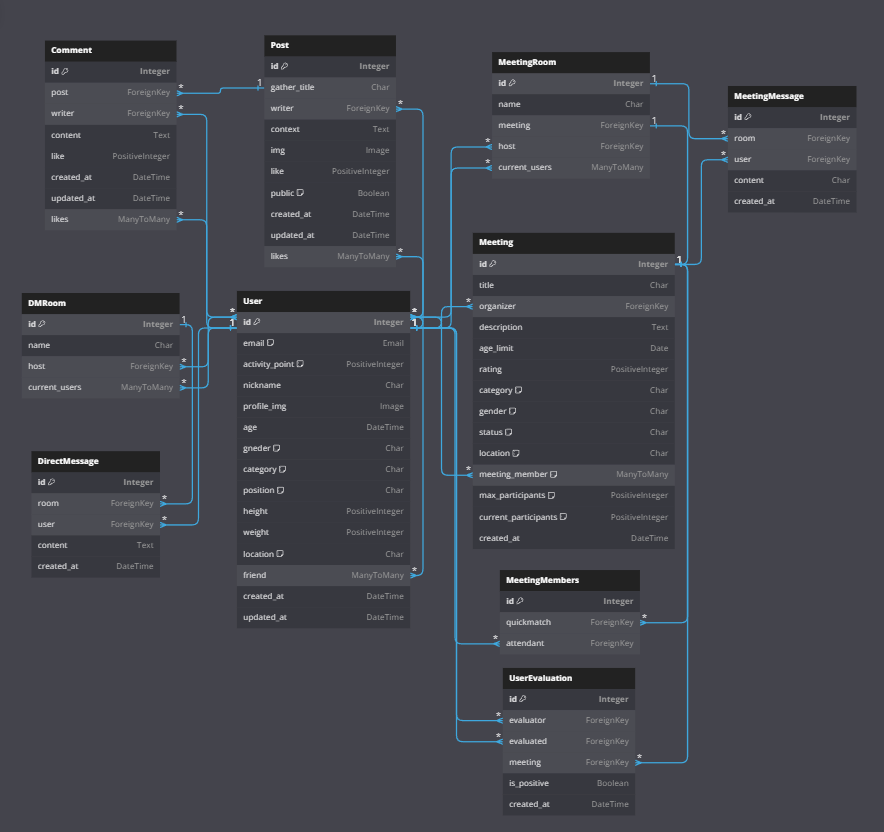 Comment
id Integer
post ForeignKey
writer ForeignKey
content Text
like PositiveInteger
created_at DateTime
updated_at DateTime
likes ManyToMany
Post
id Integer
gather_title Char
writer ForeignKey
context Text
img Image
like PositiveInteger
public Boolean
created_at DateTime
updated_at DateTime
likes ManyToMany
MeetingRoom
id Integer
name Char
meeting ForeignKey
host ForeignKey
current_users ManyToMany
MeetingMessage
id Integer
room ForeignKey
user ForeignKey
content Char
created_at DateTime
DMRoom
id Integer
name Char
host ForeignKey
current_users ManyToMany
User
id Integer
email Email
activity_point PositiveInteger
nickname Char
profile_img Image
age DateTime
gneder Char
category Char
position Char
height PositiveInteger
weight PositiveInteger
location Char
friend ManyToMany
created_at DateTime
updated_at DateTime
Meeting
id Integer
title Char
organizer ForeignKey
description Text
age_limit Date
rating PositiveInteger
category Char
gender Char
status Char
location Char
meeting_member ManyToMany
max_participants PositiveInteger
current_participants PositiveInteger
created_at DateTime
DirectMessage
id Integer
room ForeignKey
user ForeignKey
content Text
created_at DateTime
MeetingMembers
id Integer
quickmatch ForeignKey
attendant ForeignKey
UserEvaluation
id Integer
evaluator ForeignKey
evaluated ForeignKey
meeting ForeignKey
is_positive Boolean
created_at DateTime